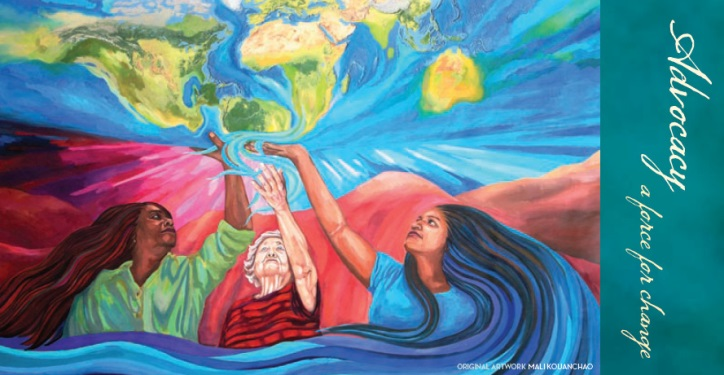 Advocacy
a force for change
ORIGINAL ARTWORK MALI KOUANCHAO